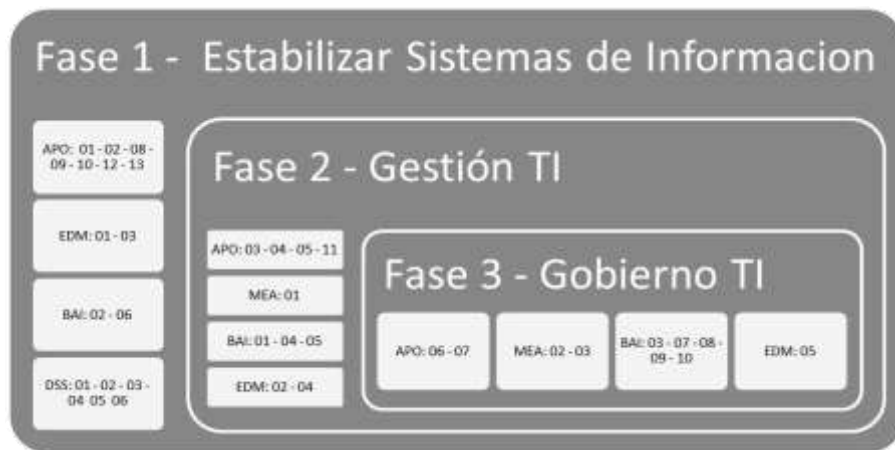 Fase 1 - Estabilizar Sistemas de Informacion
APO: 01 - 02 - 08 -
09 - 10 - 12 - 13
EDM: 01 - 03
BAI: 02 - 06
DSS: 01 - 02 - 03 -
04 05 06
Fase 2 - Gestión TI
APO: 03 - 04 - 05 - 11
MEA: 01
BAI: 01 - 04 - 05
EDM: 02 - 04
Fase 3 - Gobierno TI
APO: 06 - 07
MEA: 02 - 03
BAI: 03 - 07 - 08 -
09 - 10
EDM: 05